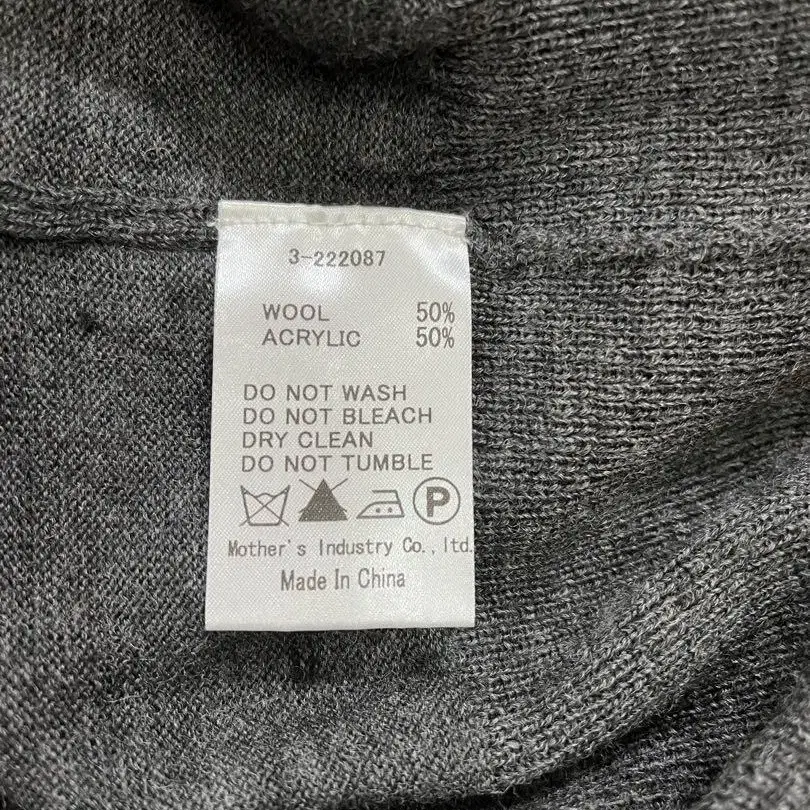 3-222087
WOOL 50%
ACRYLIC 50%
DO NOT WASH
DO NOT BLEACH
DRY CLEAN
DO NOT TUMBLE
P
Mother's Industry Co., ltd.
Made In China